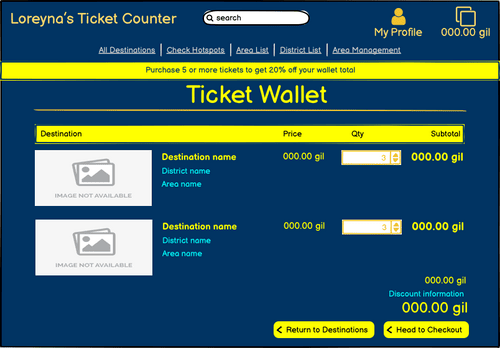 Loreyna's Ticket Counter
search
My Profile
000.00 gil
All Destinations | Check Hotspots | Area List | District List | Area Management
Purchase 5 or more tickets to get 20% off your wallet total
Ticket Wallet
Destination Price Qty Subtotal
IMAGE NOT AVAILABLE
Destination name 000.00 gil 3 000.00 gil
District name
Area name
IMAGE NOT AVAILABLE
Destination name 000.00 gil 3 000.00 gil
District name
Area name
000.00 gil
Discount information
000.00 gil
< Return to Destinations
< Head to Checkout